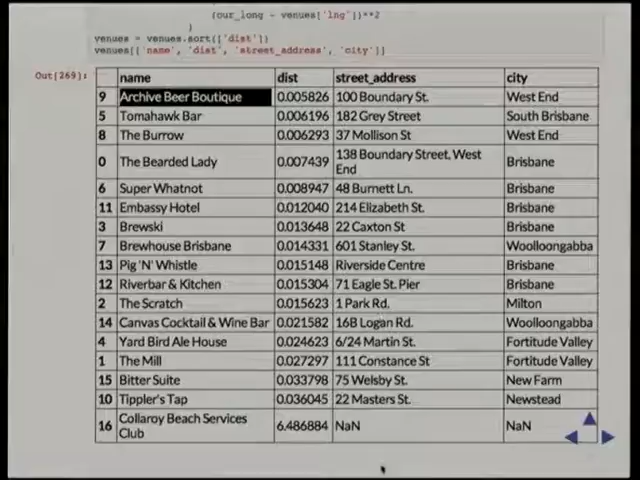 (our_long - venues['lng'])**2
)
venues = venues.sort(['dist'])
venues[['name', 'dist', 'street_address', 'city']]
Out[269]:
name dist street_address city
9 Archive Beer Boutique 0.005826 100 Boundary St. West End
5 Tomahawk Bar 0.006196 182 Grey Street South Brisbane
8 The Burrow 0.006293 37 Mollison St West End
0 The Bearded Lady 0.007439 138 Boundary Street, West End Brisbane
6 Super Whatnot 0.008947 48 Burnett Ln. Brisbane
11 Embassy Hotel 0.012040 214 Elizabeth St. Brisbane
3 Brewski 0.013648 22 Caxton St Brisbane
7 Brewhouse Brisbane 0.014331 601 Stanley St. Woolloongabba
13 Pig 'N' Whistle 0.015148 Riverside Centre Brisbane
12 Riverbar & Kitchen 0.015304 71 Eagle St. Pier Brisbane
2 The Scratch 0.015623 1 Park Rd. Milton
14 Canvas Cocktail & Wine Bar 0.021582 16B Logan Rd. Woolloongabba
4 Yard Bird Ale House 0.024623 6/24 Martin St. Fortitude Valley
1 The Mill 0.027297 111 Constance St Fortitude Valley
15 Bitter Suite 0.033798 75 Welsby St. New Farm
10 Tippler's Tap 0.036045 22 Masters St. Newstead
16 Collaroy Beach Services Club 6.486884 NaN NaN